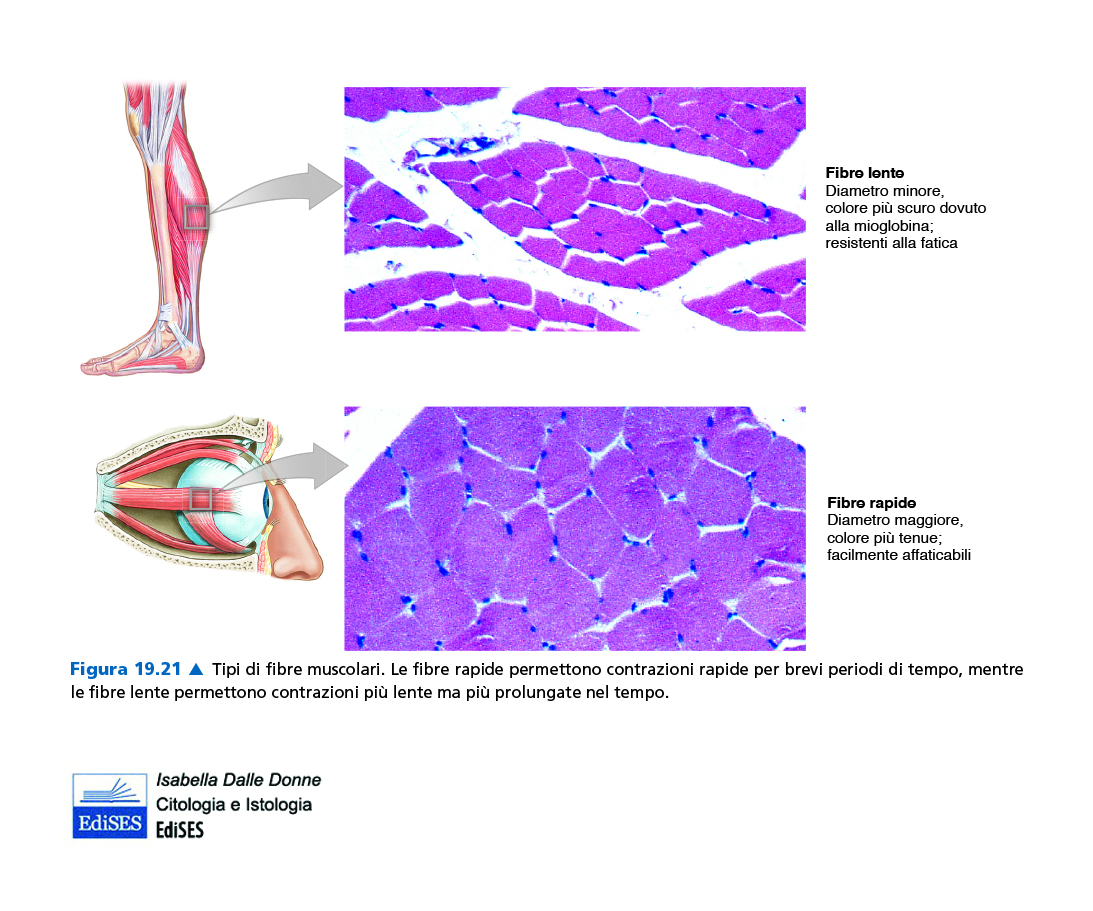 Fibre lente
Diametro minore,
colore più scuro dovuto
alla mioglobina;
resistenti alla fatica
Fibre rapide
Diametro maggiore,
colore più tenue;
facilmente affaticabili
Figura 19.21 ▲ Tipi di fibre muscolari. Le fibre rapide permettono contrazioni rapide per brevi periodi di tempo, mentre
le fibre lente permettono contrazioni più lente ma più prolungate nel tempo.
Isabella Dalle Donne
Citologia e Istologia
EdiSES
EdiSES